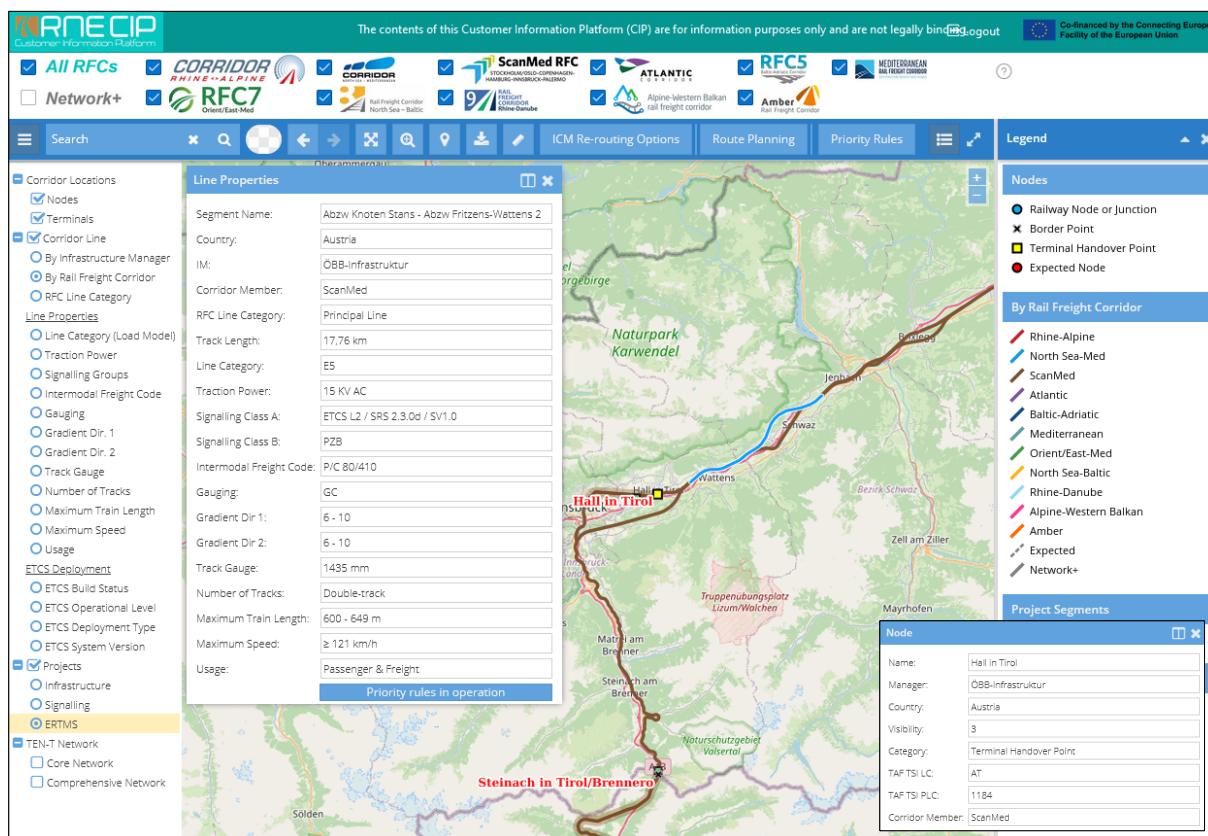 RNE CIP
Customer Information Platform
The contents of this Customer Information Platform (CIP) are for information purposes only and are not legally binding
Logout
Co-financed by the Connecting Europe
Facility of the European Union
All RFCs
CORRIDOR
RHINE↔ALPINE
CORRIDOR
NORTH SEA - MEDITERRANEAN
ScanMed RFC
STOCKHOLM/OSLO-COPENHAGEN-
HAMBURG-INNSBRUCK-PALERMO
ATLANTIC
CORRIDOR
RFC5
Baltic-Adriatic Corridor
MEDITERRANEAN
RAIL FREIGHT CORRIDOR
Network+
RFC7
Orient/East-Med
Rail Freight Corridor
North Sea – Baltic
RAIL
FREIGHT
CORRIDOR
Rhine-Danube
Alpine-Western Balkan
rail freight corridor
Amber
Rail Freight Corridor
Search
ICM Re-routing Options
Route Planning
Priority Rules
Legend
Corridor Locations
Nodes
Terminals
Corridor Line
By Infrastructure Manager
By Rail Freight Corridor
RFC Line Category
Line Properties
Line Category (Load Model)
Traction Power
Signalling Groups
Intermodal Freight Code
Gauging
Gradient Dir. 1
Gradient Dir. 2
Track Gauge
Number of Tracks
Maximum Train Length
Maximum Speed
Usage
ETCS Deployment
ETCS Build Status
ETCS Operational Level
ETCS Deployment Type
ETCS System Version
Projects
Infrastructure
Signalling
ERTMS
TEN-T Network
Core Network
Comprehensive Network
Line Properties
Segment Name: Abzw Knoten Stans - Abzw Fritzens-Wattens 2
Country: Austria
IM: ÖBB-Infrastruktur
Corridor Member: ScanMed
RFC Line Category: Principal Line
Track Length: 17,76 km
Line Category: E5
Traction Power: 15 KV AC
Signalling Class A: ETCS L2 / SRS 2.3.0d / SV1.0
Signalling Class B: PZB
Intermodal Freight Code: P/C 80/410
Gauging: GC
Gradient Dir 1: 6 - 10
Gradient Dir 2: 6 - 10
Track Gauge: 1435 mm
Number of Tracks: Double-track
Maximum Train Length: 600 - 649 m
Maximum Speed: ≥ 121 km/h
Usage: Passenger & Freight
Priority rules in operation
Oberammergau
Naturpark
Karwendel
Jenbach
Schwaz
Wattens
Hall in Tirol
Bezirk Schwaz
Zell am Ziller
Truppenübungsplatz
Lizum/Walchen
Mayrhofen
Matrei am
Brenner
Steinach am
Brenner
Naturschutzgebiet
Valsertal
Steinach in Tirol/Brennero
Sölden
Nodes
Railway Node or Junction
Border Point
Terminal Handover Point
Expected Node
By Rail Freight Corridor
Rhine-Alpine
North Sea-Med
ScanMed
Atlantic
Baltic-Adriatic
Mediterranean
Orient/East-Med
North Sea-Baltic
Rhine-Danube
Alpine-Western Balkan
Amber
Expected
Network+
Project Segments
Node
Name: Hall in Tirol
Manager: ÖBB-Infrastruktur
Country: Austria
Visibility: 3
Category: Terminal Handover Point
TAF TSI LC: AT
TAF TSI PLC: 1184
Corridor Member: ScanMed